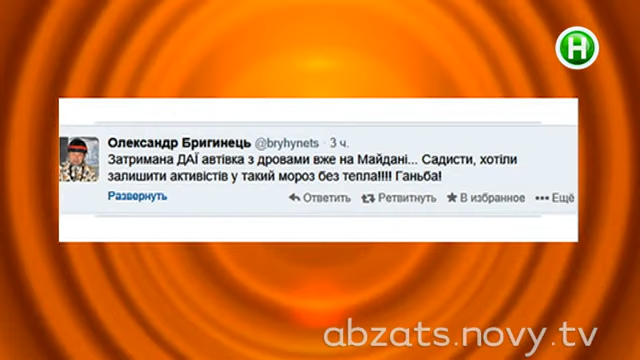 Н
Олександр Бригинець @bryhynets · 3 ч.
Затримана ДАЇ автівка з дровами вже на Майдані... Садисти, хотіли
залишити активістів у такий мороз без тепла!!!! Ганьба!
Развернуть Ответить Ретвитнуть В избранное Ещё
abzats.novy.tv